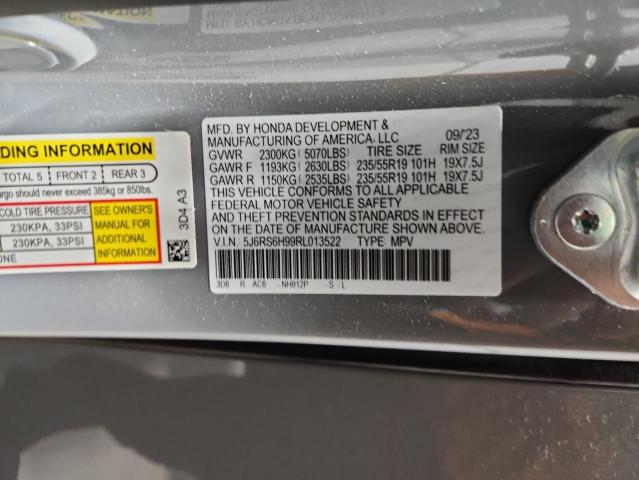 DING INFORMATION
TOTAL 5 FRONT 2 REAR 3
argo should never exceed 385kg or 850lbs.
COLD TIRE PRESSURE
230KPA, 33PSI
230KPA, 33PSI
ONE
SEE OWNER'S
MANUAL FOR
ADDITIONAL
INFORMATION
3D4 A3
MFD. BY HONDA DEVELOPMENT &
MANUFACTURING OF AMERICA, LLC 09/'23
GVWR 2300KG (5070LBS) TIRE SIZE RIM SIZE
GAWR F 1193KG (2630LBS) 235/55R19 101H 19X7.5J
GAWR R 1150KG (2535LBS) 235/55R19 101H 19X7.5J
THIS VEHICLE CONFORMS TO ALL APPLICABLE
FEDERAL MOTOR VEHICLE SAFETY
AND THEFT PREVENTION STANDARDS IN EFFECT
ON THE DATE OF MANUFACTURE SHOWN ABOVE.
V.I.N. 5J6RS6H99RL013522 TYPE: MPV
3D8 R AC6 -NH912P -S -L